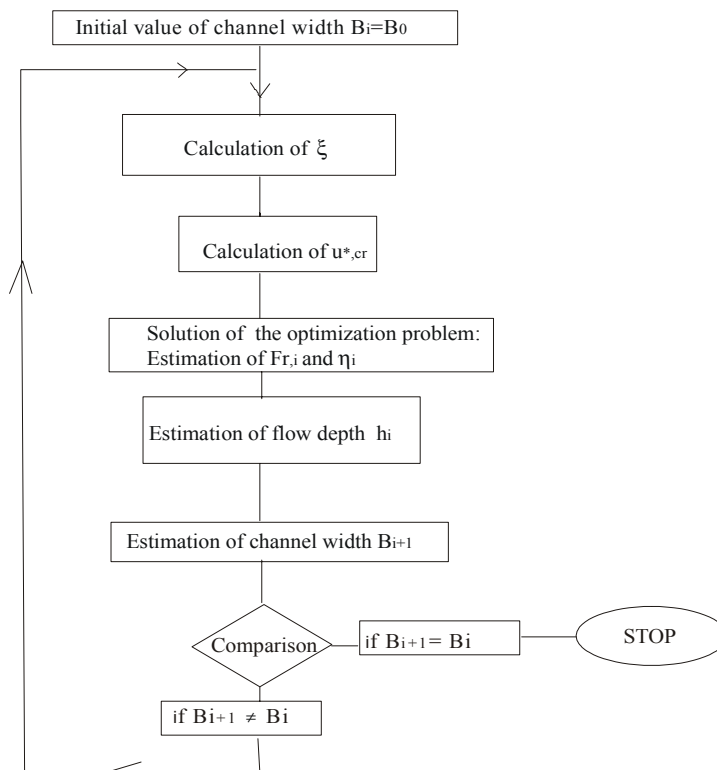 Initial value of channel width Bi=B0
Calculation of ξ
Calculation of u*,cr
Solution of the optimization problem:
Estimation of Fr,i and ηi
Estimation of flow depth hi
Estimation of channel width Bi+1
Comparison
if Bi+1= Bi
STOP
if Bi+1 ≠ Bi